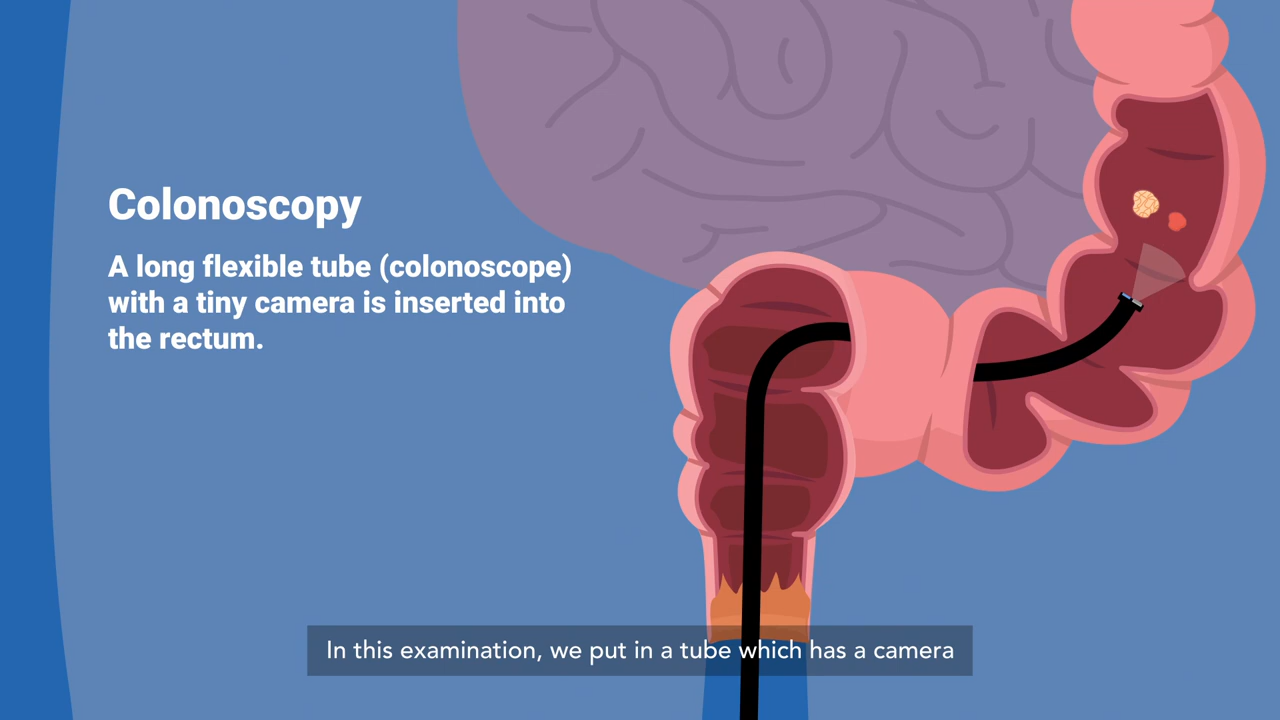 Colonoscopy
A long flexible tube (colonoscope)
with a tiny camera is inserted into
the rectum.
In this examination, we put in a tube which has a camera